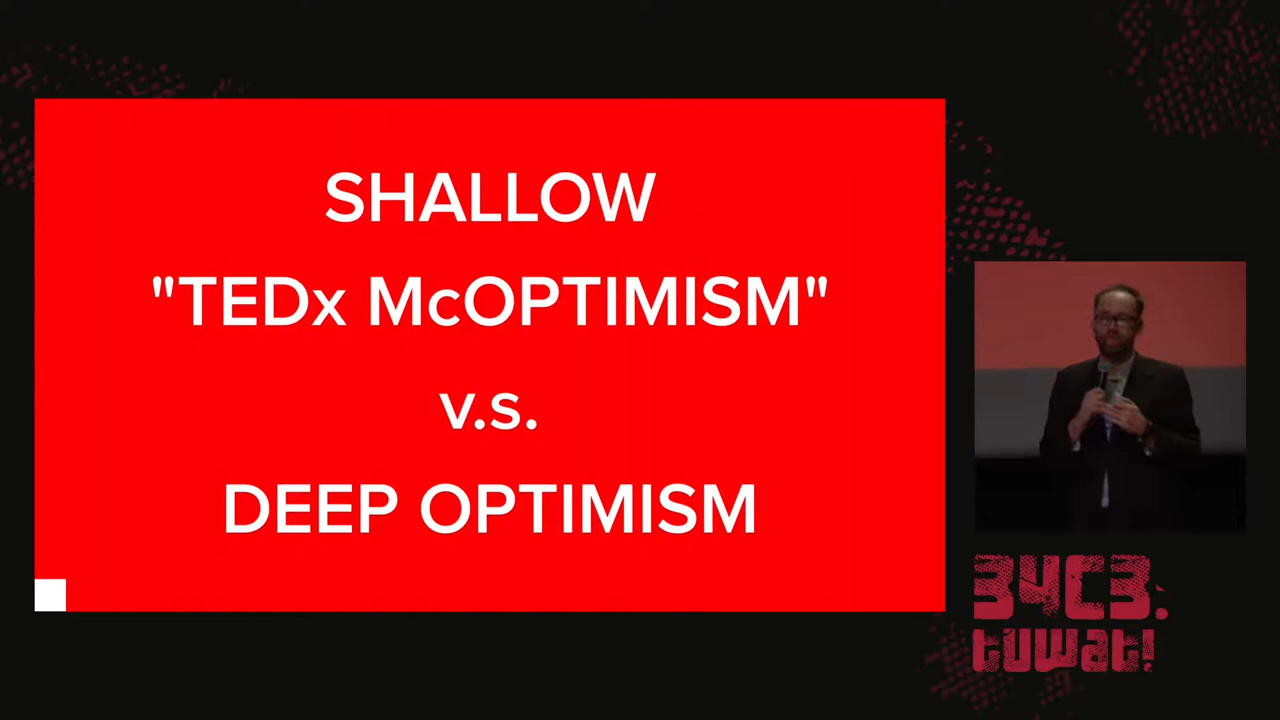 SHALLOW
"TEDx McOPTIMISM"
v.s.
DEEP OPTIMISM
34C3.
tuwat!